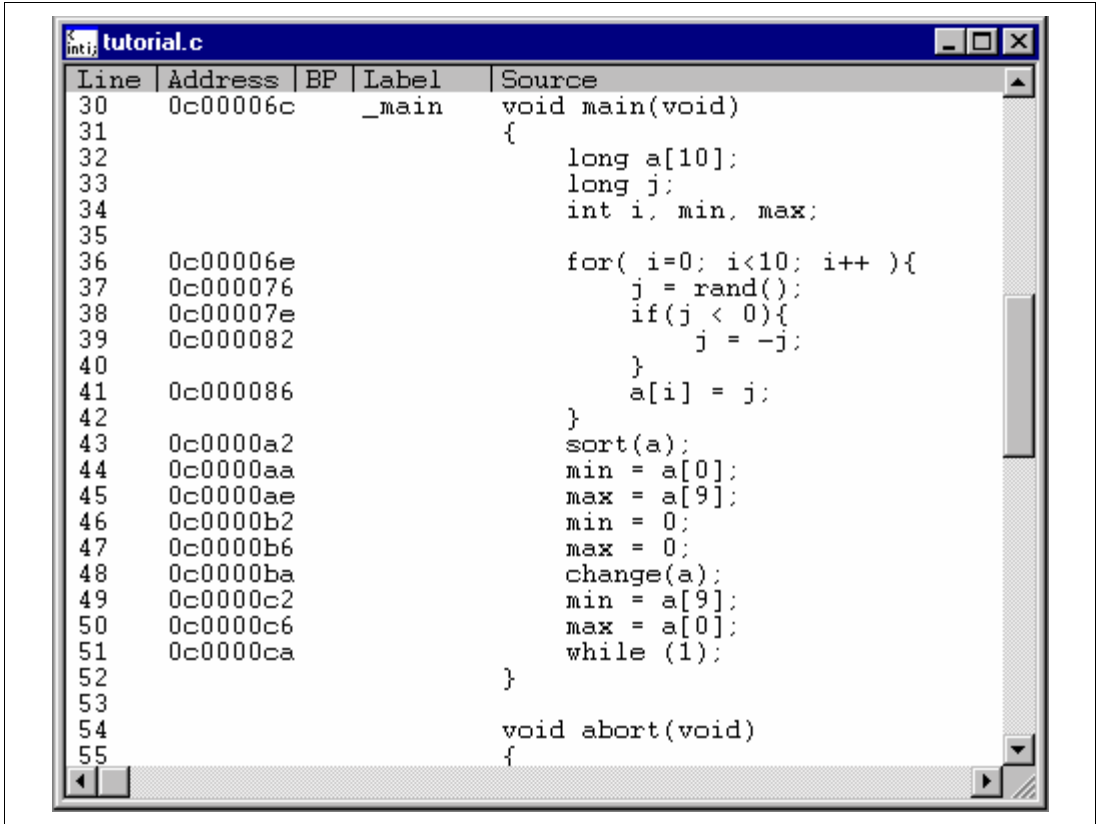 tutorial.c
Line Address BP Label Source
30 0c00006c _main void main(void)
31 {
32 long a[10];
33 long j;
34 int i, min, max;
35
36 0c00006e for( i=0; i<10; i++ ){
37 0c000076 j = rand();
38 0c00007e if(j < 0){
39 0c000082 j = -j;
40 }
41 0c000086 a[i] = j;
42 }
43 0c0000a2 sort(a);
44 0c0000aa min = a[0];
45 0c0000ae max = a[9];
46 0c0000b2 min = 0;
47 0c0000b6 max = 0;
48 0c0000ba change(a);
49 0c0000c2 min = a[9];
50 0c0000c6 max = a[0];
51 0c0000ca while (1);
52 }
53
54 void abort(void)
55 {